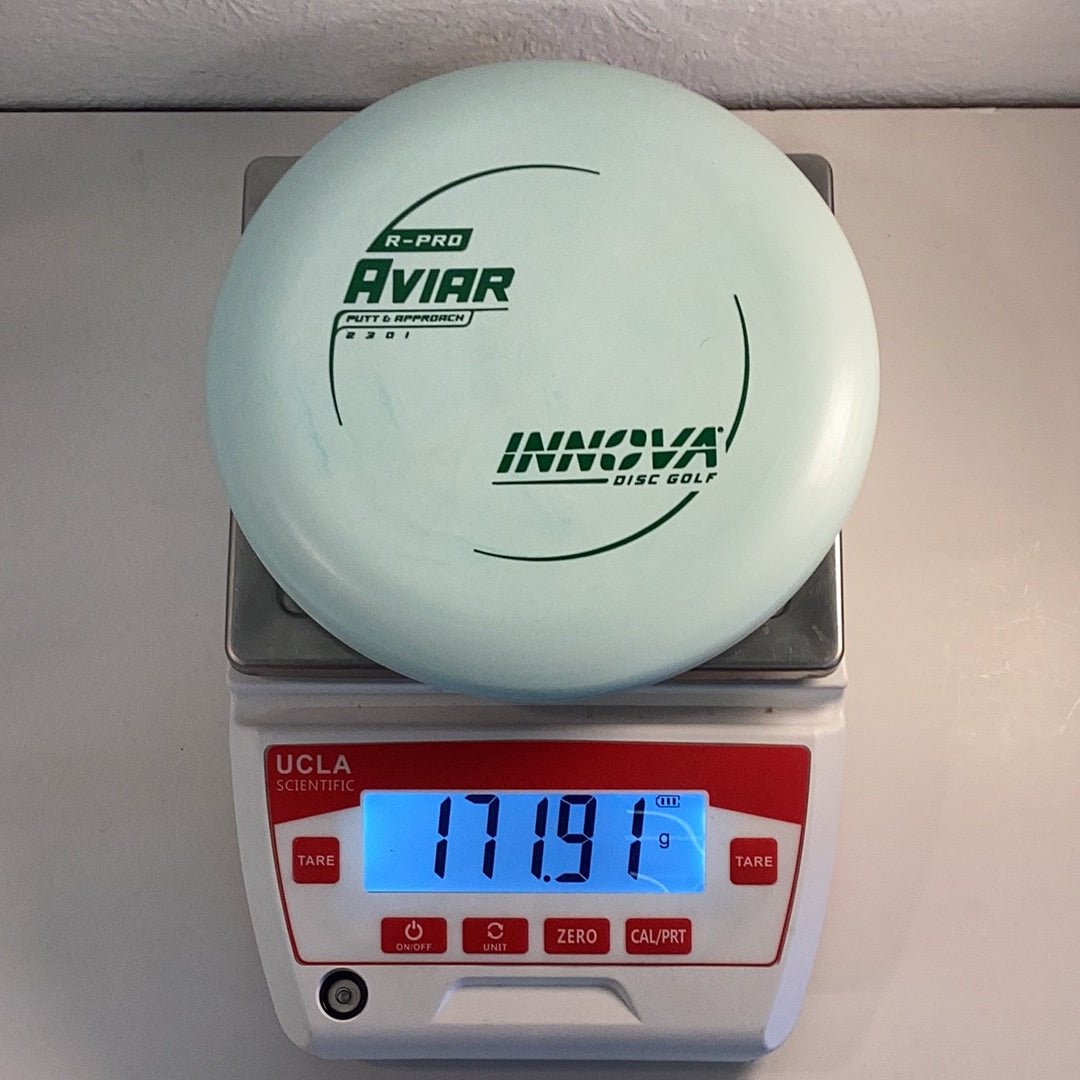 R-PRO
AVIAR
PUTT & APPROACH
2 3 0 1
INNOVA®
DISC GOLF
UCLA
SCIENTIFIC
171.91
g
TARE
TARE
ON/OFF
UNIT
ZERO
CAL/PRT